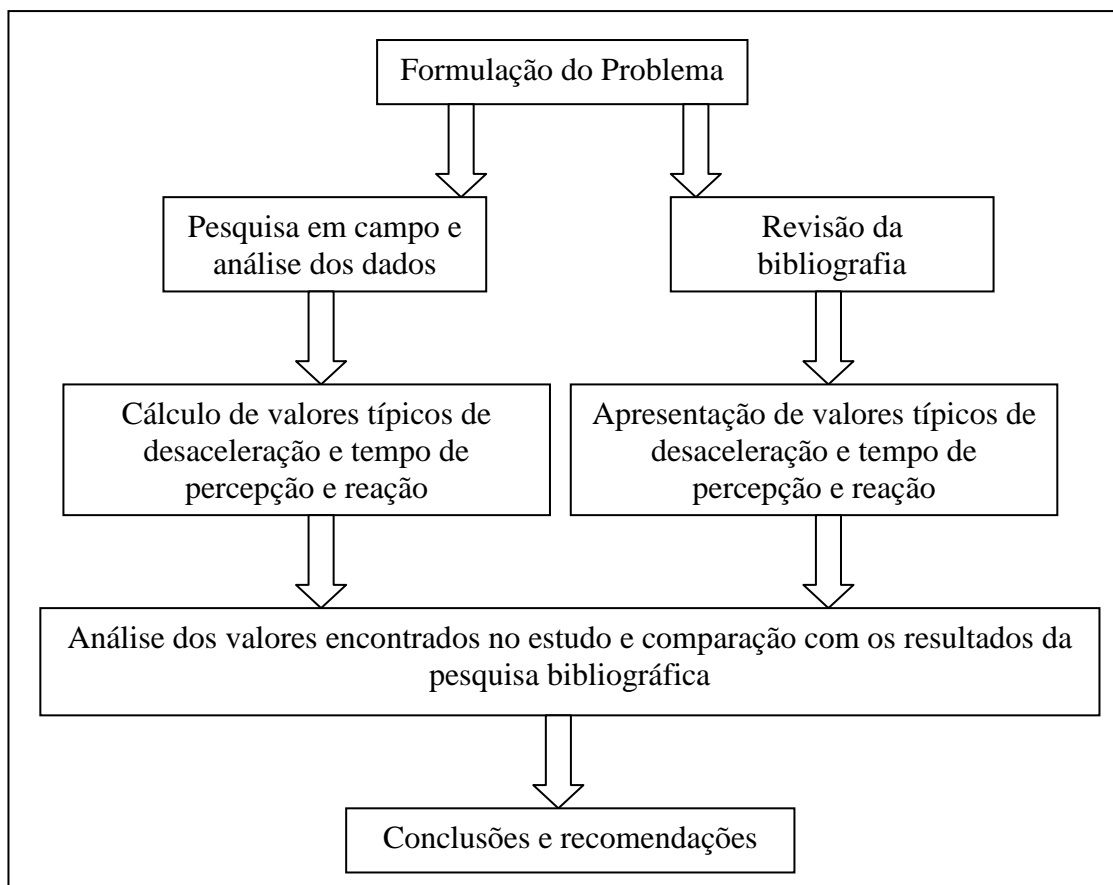 Formulação do Problema
Pesquisa em campo e
análise dos dados
Revisão da
bibliografia
Cálculo de valores típicos de
desaceleração e tempo de
percepção e reação
Apresentação de valores típicos de
desaceleração e tempo de
percepção e reação
Análise dos valores encontrados no estudo e comparação com os resultados da
pesquisa bibliográfica
Conclusões e recomendações